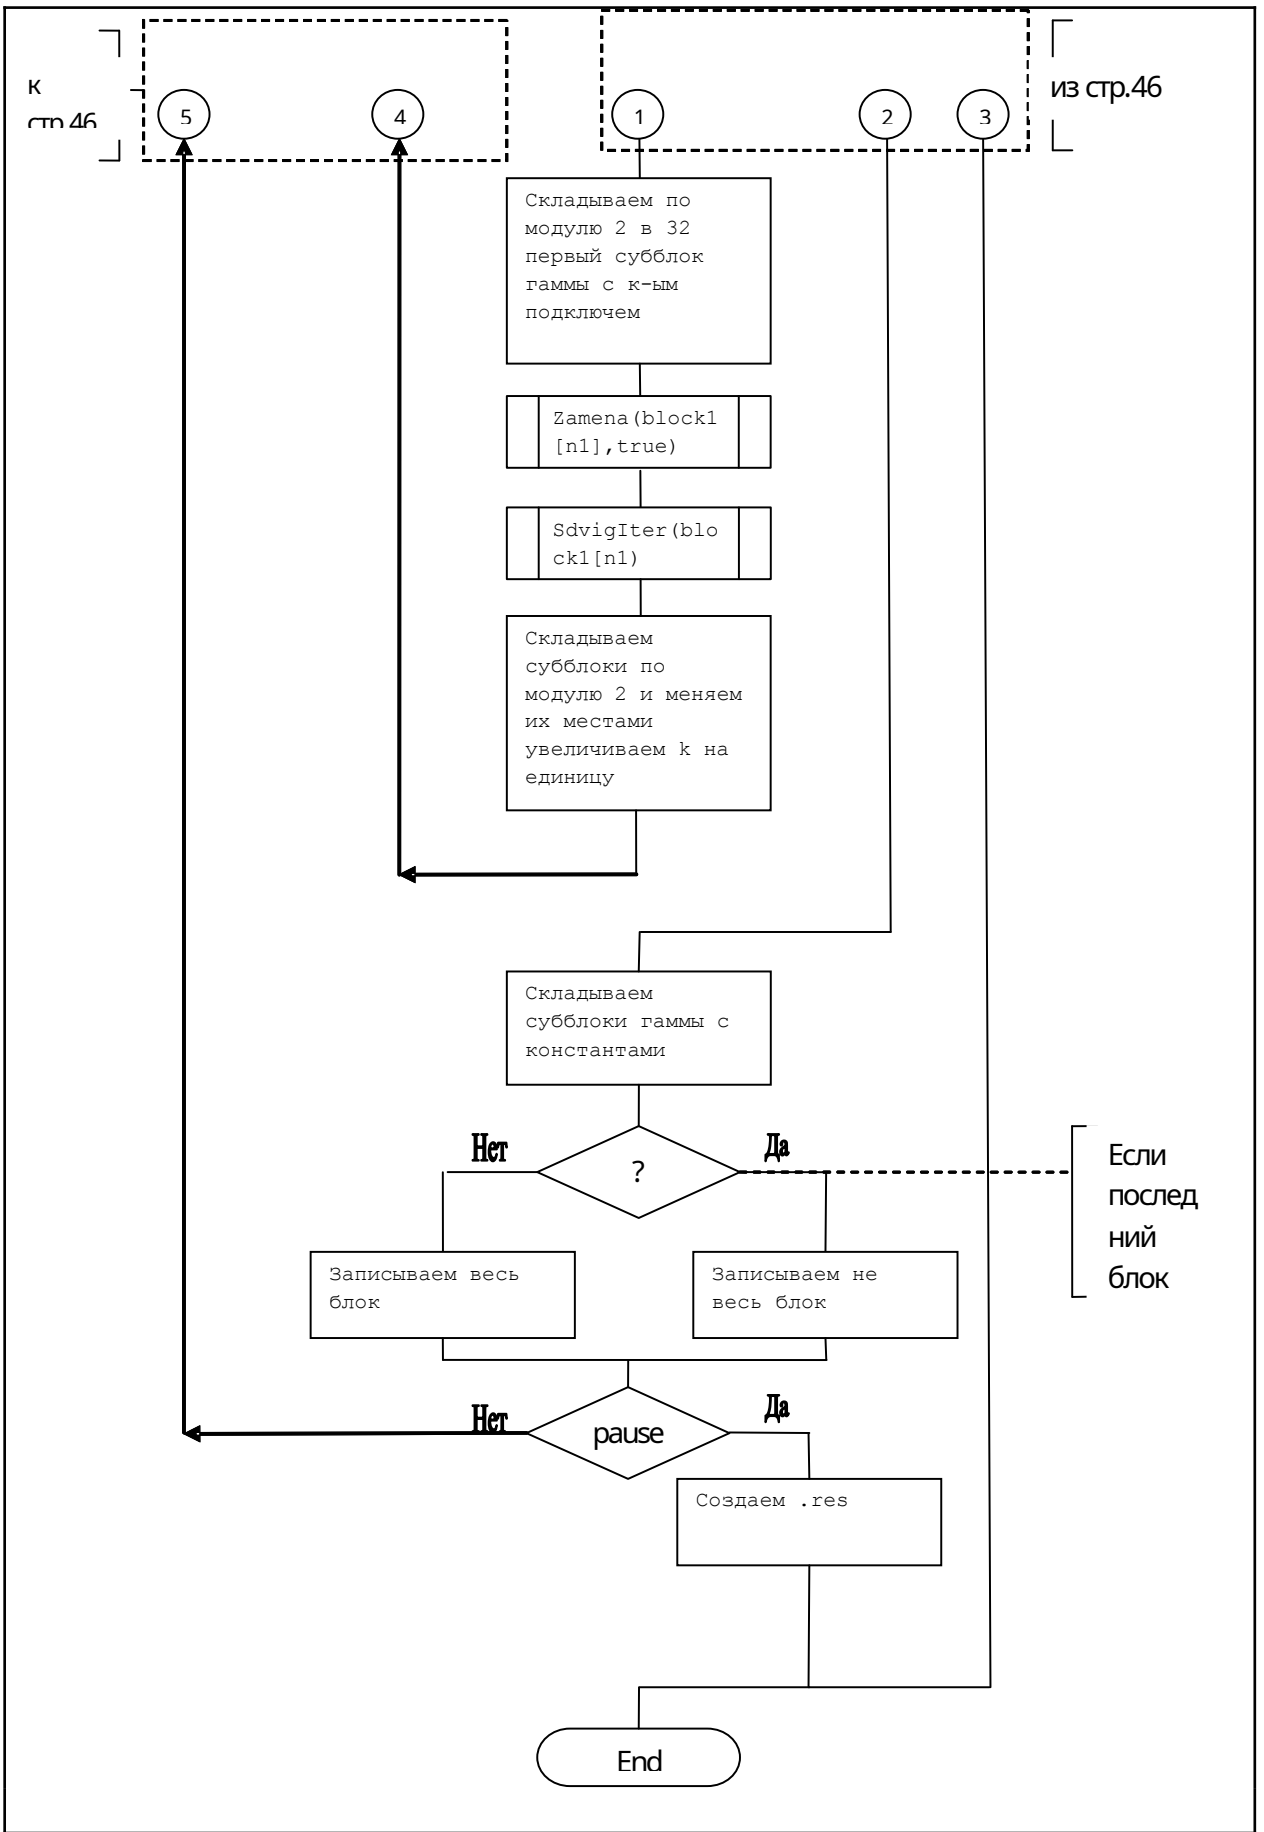 к
стр.46
5
4
1
2
3
из стр.46
Складываем по
модулю 2 в 32
первый субблок
гаммы с к-ым
подключем
Zamena(block1
[n1],true)
SdvigIter(blo
ck1[n1)
Складываем
субблоки по
модулю 2 и меняем
их местами
увеличиваем k на
единицу
Складываем
субблоки гаммы с
константами
Нет
?
Да
Если
послед
ний
блок
Записываем весь
блок
Записываем не
весь блок
Нет
pause
Да
Создаем .res
End